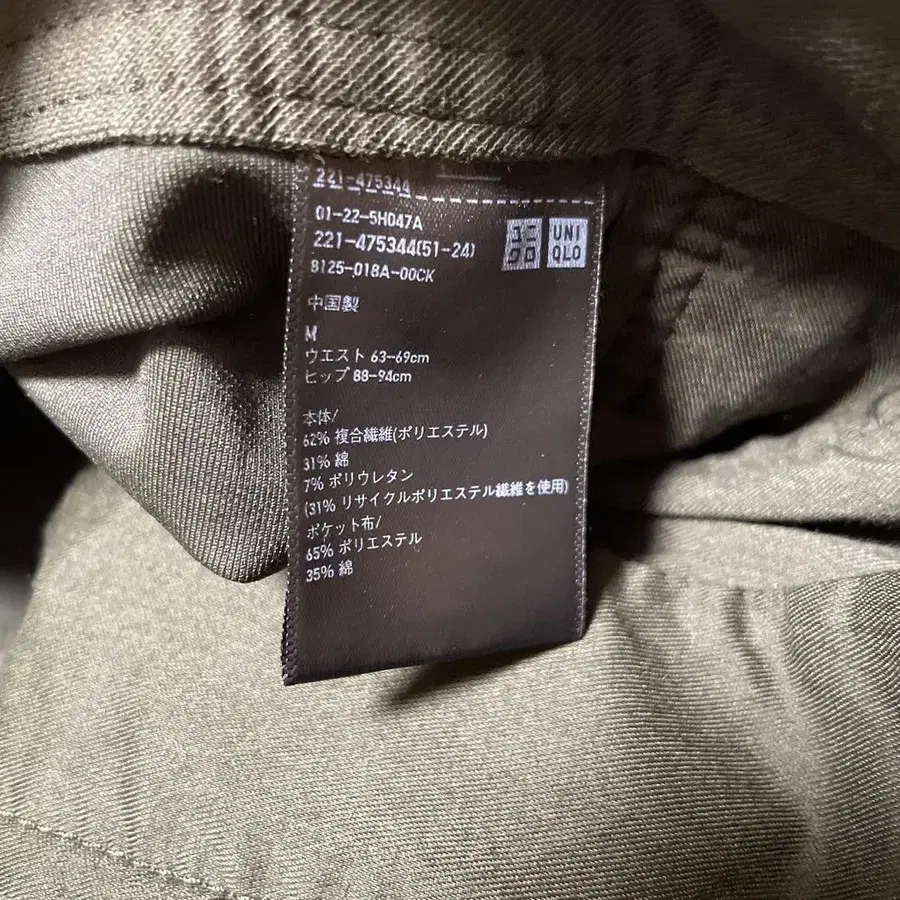 221-475344
01-22-5H047A
221-475344(51-24)
8125-018A-00CK
ユニ
クロ
UNI
QLO
中国製
M
ウエスト 63-69cm
ヒップ 88-94cm
本体/
62% 複合繊維(ポリエステル)
31% 綿
7% ポリウレタン
(31% リサイクルポリエステル繊維を使用)
ポケット布/
65% ポリエステル
35% 綿